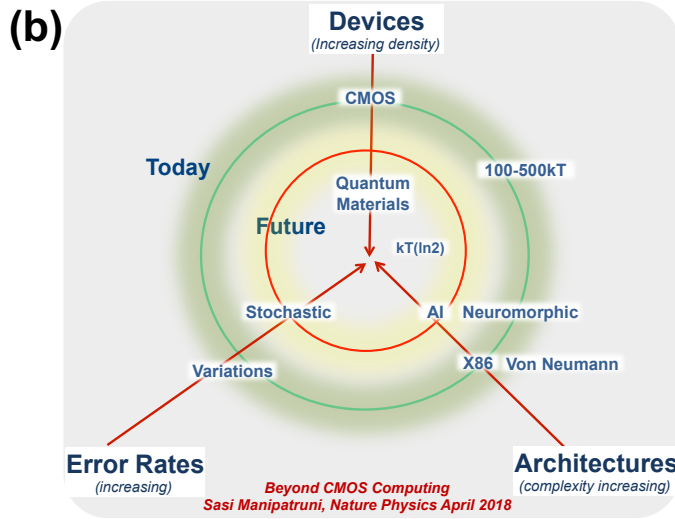 (b)
Devices
(Increasing density)
CMOS
Today
100-500kT
Quantum
Materials
Future
kT(ln2)
Stochastic
AI Neuromorphic
Variations
X86 Von Neumann
Error Rates
(increasing)
Architectures
(complexity increasing)
Beyond CMOS Computing
Sasi Manipatruni, Nature Physics April 2018